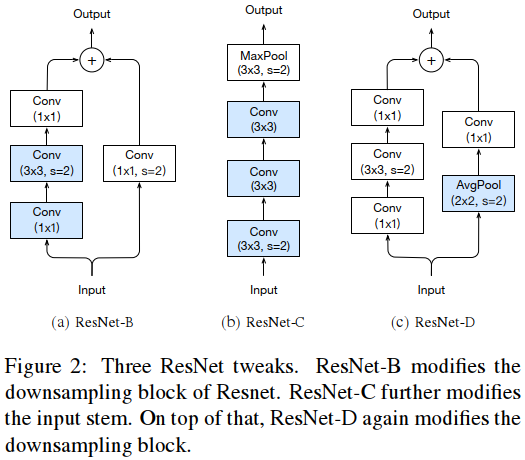 Output
+
Conv
(1x1)
Conv
(3x3, s=2)
Conv
(1x1)
Conv
(1x1, s=2)
Input
(a) ResNet-B
Output
MaxPool
(3x3, s=2)
Conv
(3x3)
Conv
(3x3)
Conv
(3x3, s=2)
Input
(b) ResNet-C
Output
+
Conv
(1x1)
Conv
(3x3, s=2)
Conv
(1x1)
Conv
(1x1)
AvgPool
(2x2, s=2)
Input
(c) ResNet-D
Figure 2: Three ResNet tweaks. ResNet-B modifies the
downsampling block of Resnet. ResNet-C further modifies
the input stem. On top of that, ResNet-D again modifies the
downsampling block.